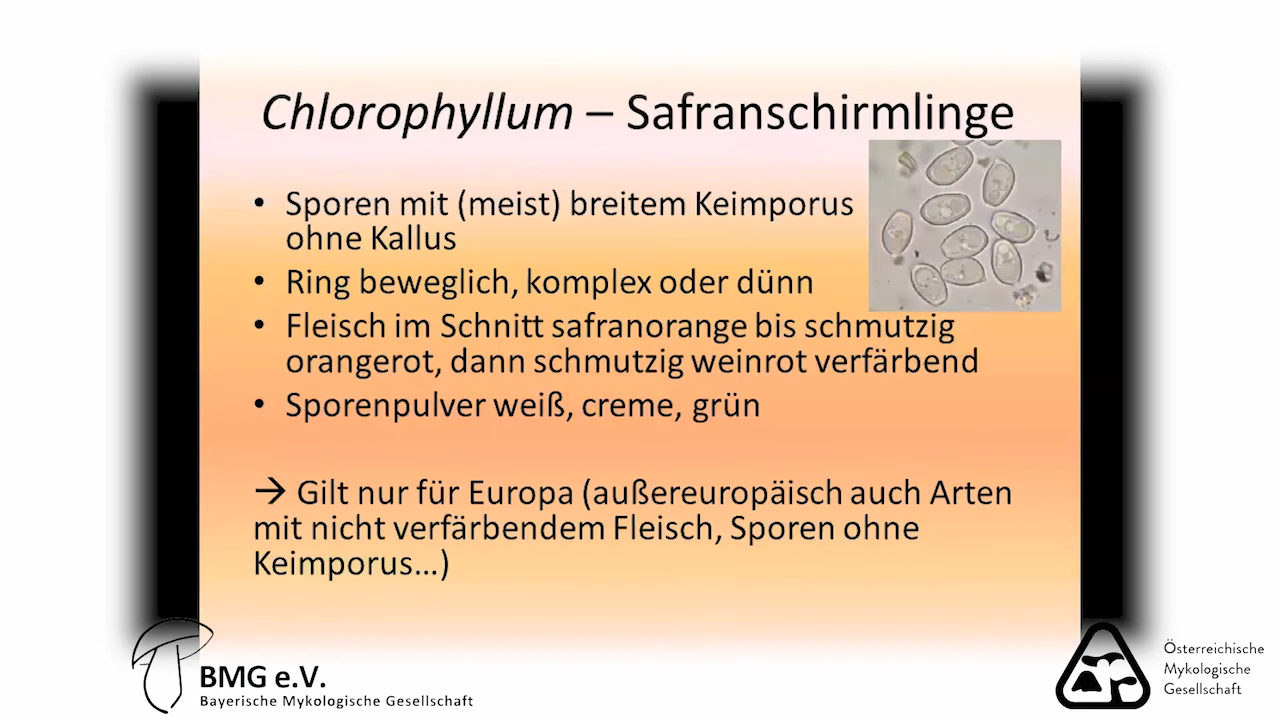 Chlorophyllum – Safranschirmlinge
• Sporen mit (meist) breitem Keimporus
ohne Kallus
• Ring beweglich, komplex oder dünn
• Fleisch im Schnitt safranorange bis schmutzig
orangerot, dann schmutzig weinrot verfärbend
• Sporenpulver weiß, creme, grün
→ Gilt nur für Europa (außereuropäisch auch Arten
mit nicht verfärbendem Fleisch, Sporen ohne
Keimporus...)
BMG e.V.
Bayerische Mykologische Gesellschaft
Österreichische
Mykologische
Gesellschaft